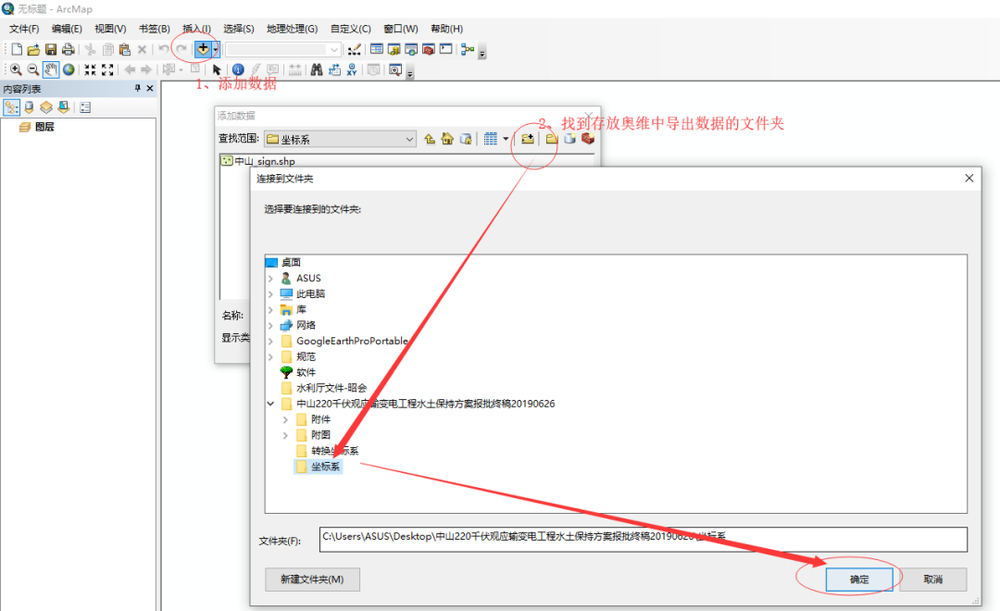 无标题 - ArcMap
文件(F) 编辑(E) 视图(V) 书签(B) 插入(I) 选择(S) 地理处理(G) 自定义(C) 窗口(W) 帮助(H)
1、添加数据
内容列表
图层
添加数据
2、找到存放奥维中导出数据的文件夹
查找范围: 坐标系
中山_sign.shp
连接到文件夹
选择要连接到的文件夹:
桌面
ASUS
此电脑
库
网络
GoogleEarthProPortable
规范
软件
水利厅文件-昭会
中山220千伏观应输变电工程水土保持方案报批终稿20190626
附件
附图
转换坐标系
坐标系
名称:
显示类
文件夹(F): C:\Users\ASUS\Desktop\中山220千伏观应输变电工程水土保持方案报批终稿20190626\坐标系
新建文件夹(M) 确定 取消